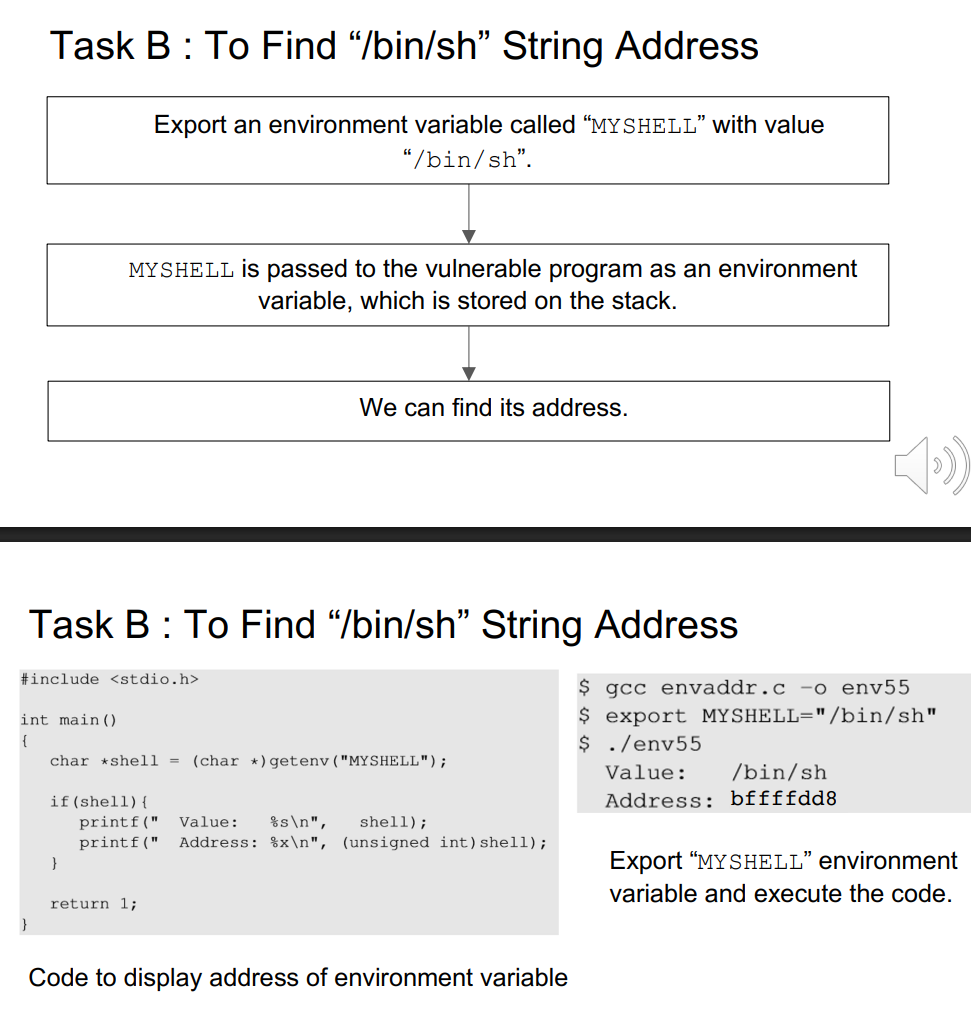 Task B : To Find “/bin/sh” String Address
Export an environment variable called “MYSHELL” with value
“/bin/sh”.
MYSHELL is passed to the vulnerable program as an environment
variable, which is stored on the stack.
We can find its address.
Task B : To Find “/bin/sh” String Address
#include <stdio.h>
int main()
{
char *shell = (char *)getenv("MYSHELL");
if(shell){
printf("  Value:   %s\n",   shell);
printf("  Address: %x\n", (unsigned int)shell);
}
return 1;
}
Code to display address of environment variable
$ gcc envaddr.c -o env55
$ export MYSHELL="/bin/sh"
$ ./env55
Value:   /bin/sh
Address: bffffdd8
Export “MYSHELL” environment
variable and execute the code.